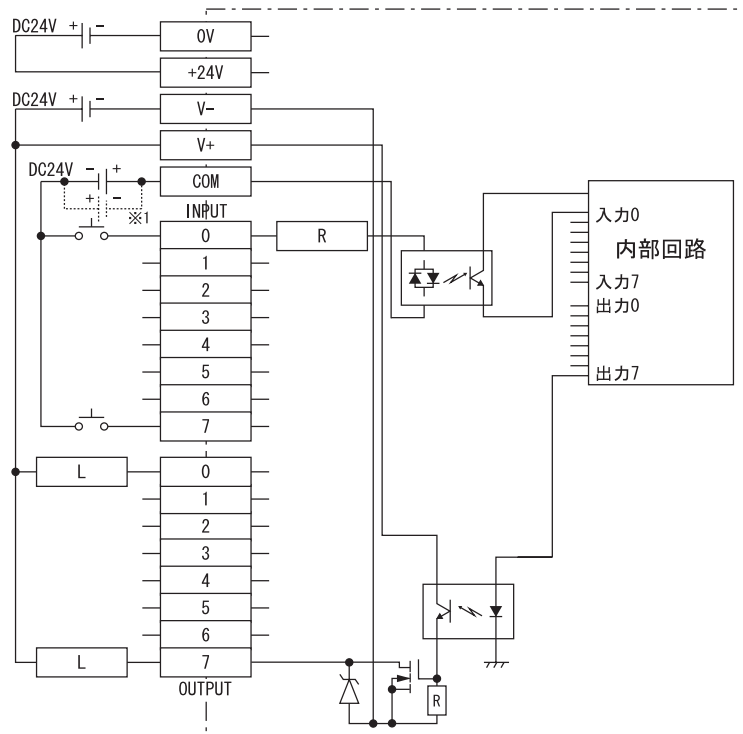 DC24V + -
0V
+24V
DC24V + -
V-
V+
DC24V - +
COM
+ -
※1
INPUT
0
R
1
2
3
4
5
6
7
入力0
内部回路
入力7
出力0
出力7
L
0
1
2
3
4
5
6
L
7
OUTPUT
R